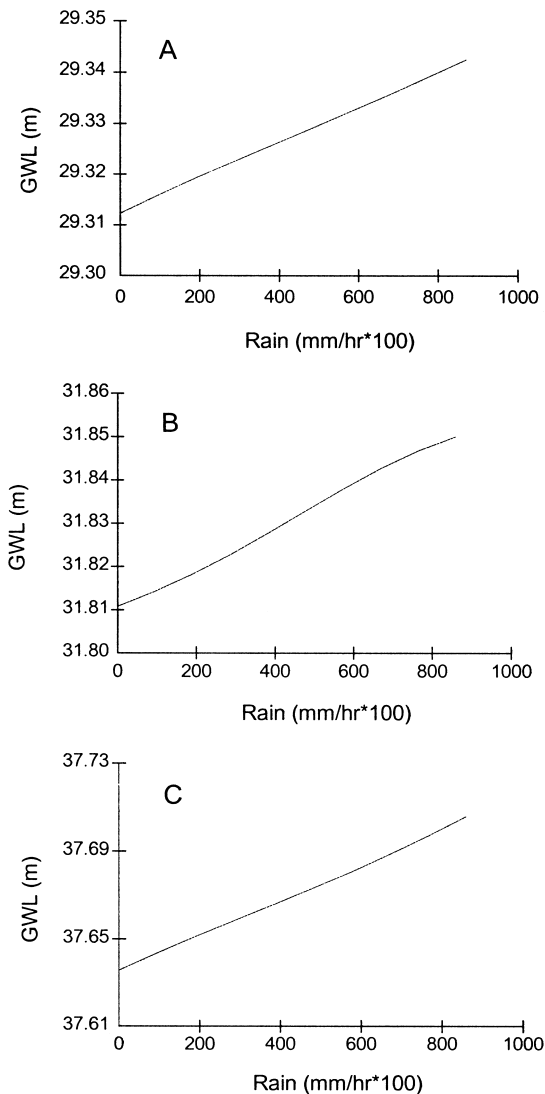 29.35
A
29.34
29.33
29.32
29.31
29.30
GWL (m)
0 200 400 600 800 1000
Rain (mm/hr*100)
31.86
B
31.85
31.84
31.83
31.82
31.81
31.80
GWL (m)
0 200 400 600 800 1000
Rain (mm/hr*100)
37.73
C
37.69
37.65
37.61
GWL (m)
0 200 400 600 800 1000
Rain (mm/hr*100)